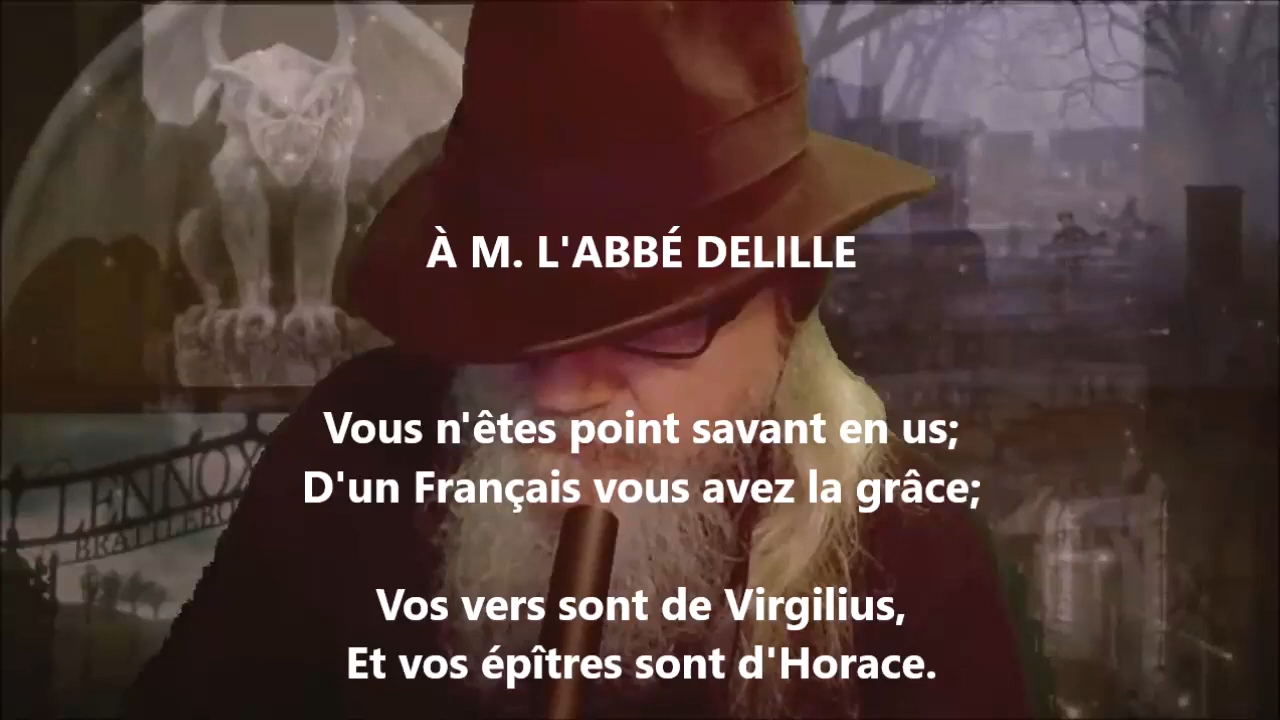 À M. L'ABBÉ DELILLE
Vous n'êtes point savant en us;
D'un Français vous avez la grâce;
LENNOX
Vos vers sont de Virgilius,
Et vos épîtres sont d'Horace.